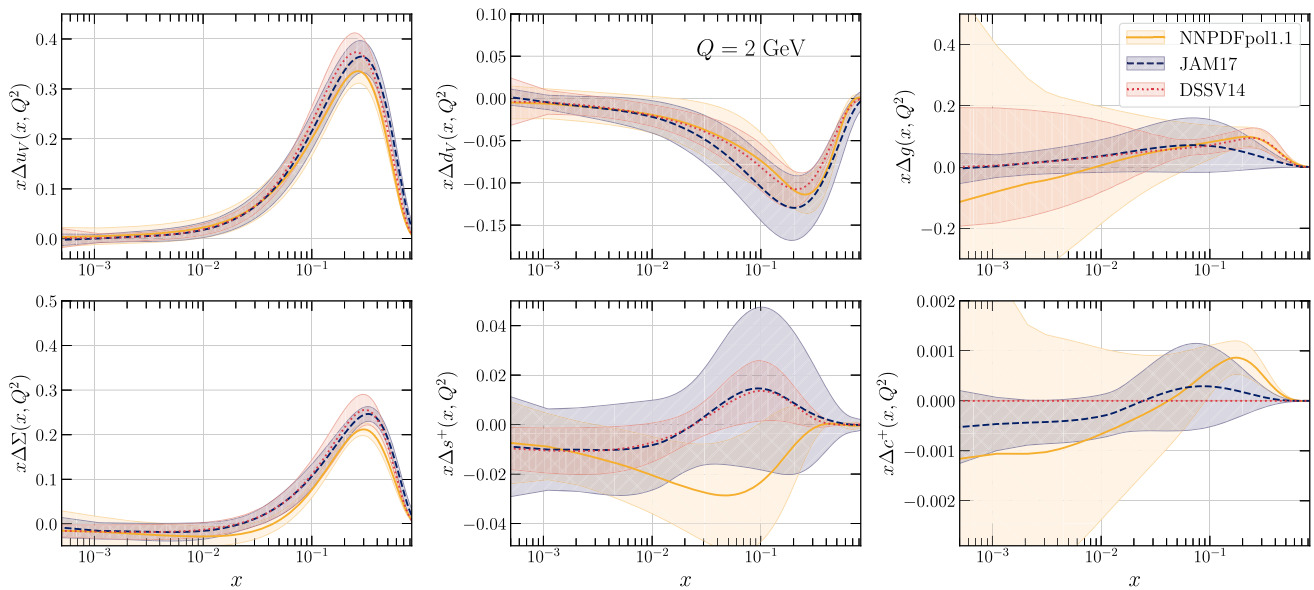 0.4
0.3
0.2
0.1
0.0
xΔu_V(x, Q²)
10⁻³ 10⁻² 10⁻¹
0.10
0.05
0.00
−0.05
−0.10
−0.15
xΔd_V(x, Q²)
Q = 2 GeV
10⁻³ 10⁻² 10⁻¹
0.4
0.2
0.0
−0.2
xΔg(x, Q²)
NNPDFpol1.1
JAM17
DSSV14
10⁻³ 10⁻² 10⁻¹
0.5
0.4
0.3
0.2
0.1
0.0
xΔΣ(x, Q²)
10⁻³ 10⁻² 10⁻¹
x
0.04
0.02
0.00
−0.02
−0.04
xΔs⁺(x, Q²)
10⁻³ 10⁻² 10⁻¹
x
0.002
0.001
0.000
−0.001
−0.002
xΔc⁺(x, Q²)
10⁻³ 10⁻² 10⁻¹
x